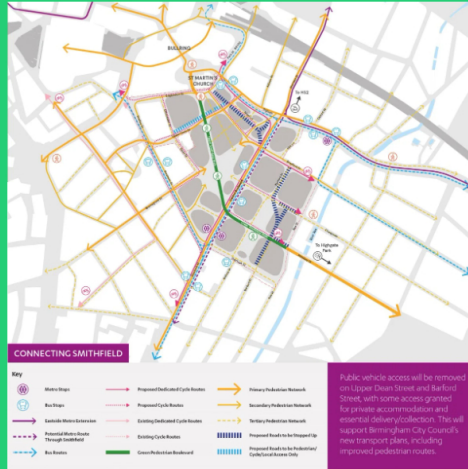 BULLRING
ST MARTIN'S
CHURCH
To HS2
To Highgate
Park
CONNECTING SMITHFIELD
Key
Metro Stops
Bus Stops
Eastside Metro Extension
Potential Metro Route
Through Smithfield
Bus Routes
Proposed Dedicated Cycle Routes
Proposed Cycle Routes
Existing Dedicated Cycle Routes
Existing Cycle Routes
Green Pedestrian Boulevard
Primary Pedestrian Network
Secondary Pedestrian Network
Tertiary Pedestrian Network
Proposed Roads to be Stopped Up
Proposed Roads to be Pedestrian/
Cycle/Local Access Only
Public vehicle access will be removed
on Upper Dean Street and Barford
Street, with some access granted
for private accommodation and
essential delivery/collection. This will
support Birmingham City Council's
new transport plans, including
improved pedestrian routes.